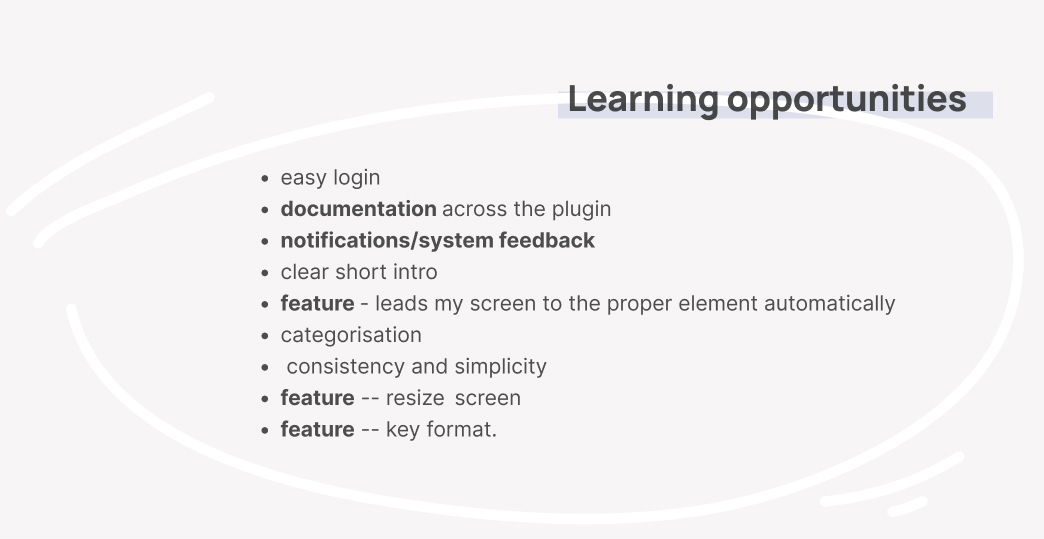 Learning opportunities
• easy login
• documentation across the plugin
• notifications/system feedback
• clear short intro
• feature - leads my screen to the proper element automatically
• categorisation
• consistency and simplicity
• feature -- resize screen
• feature -- key format.